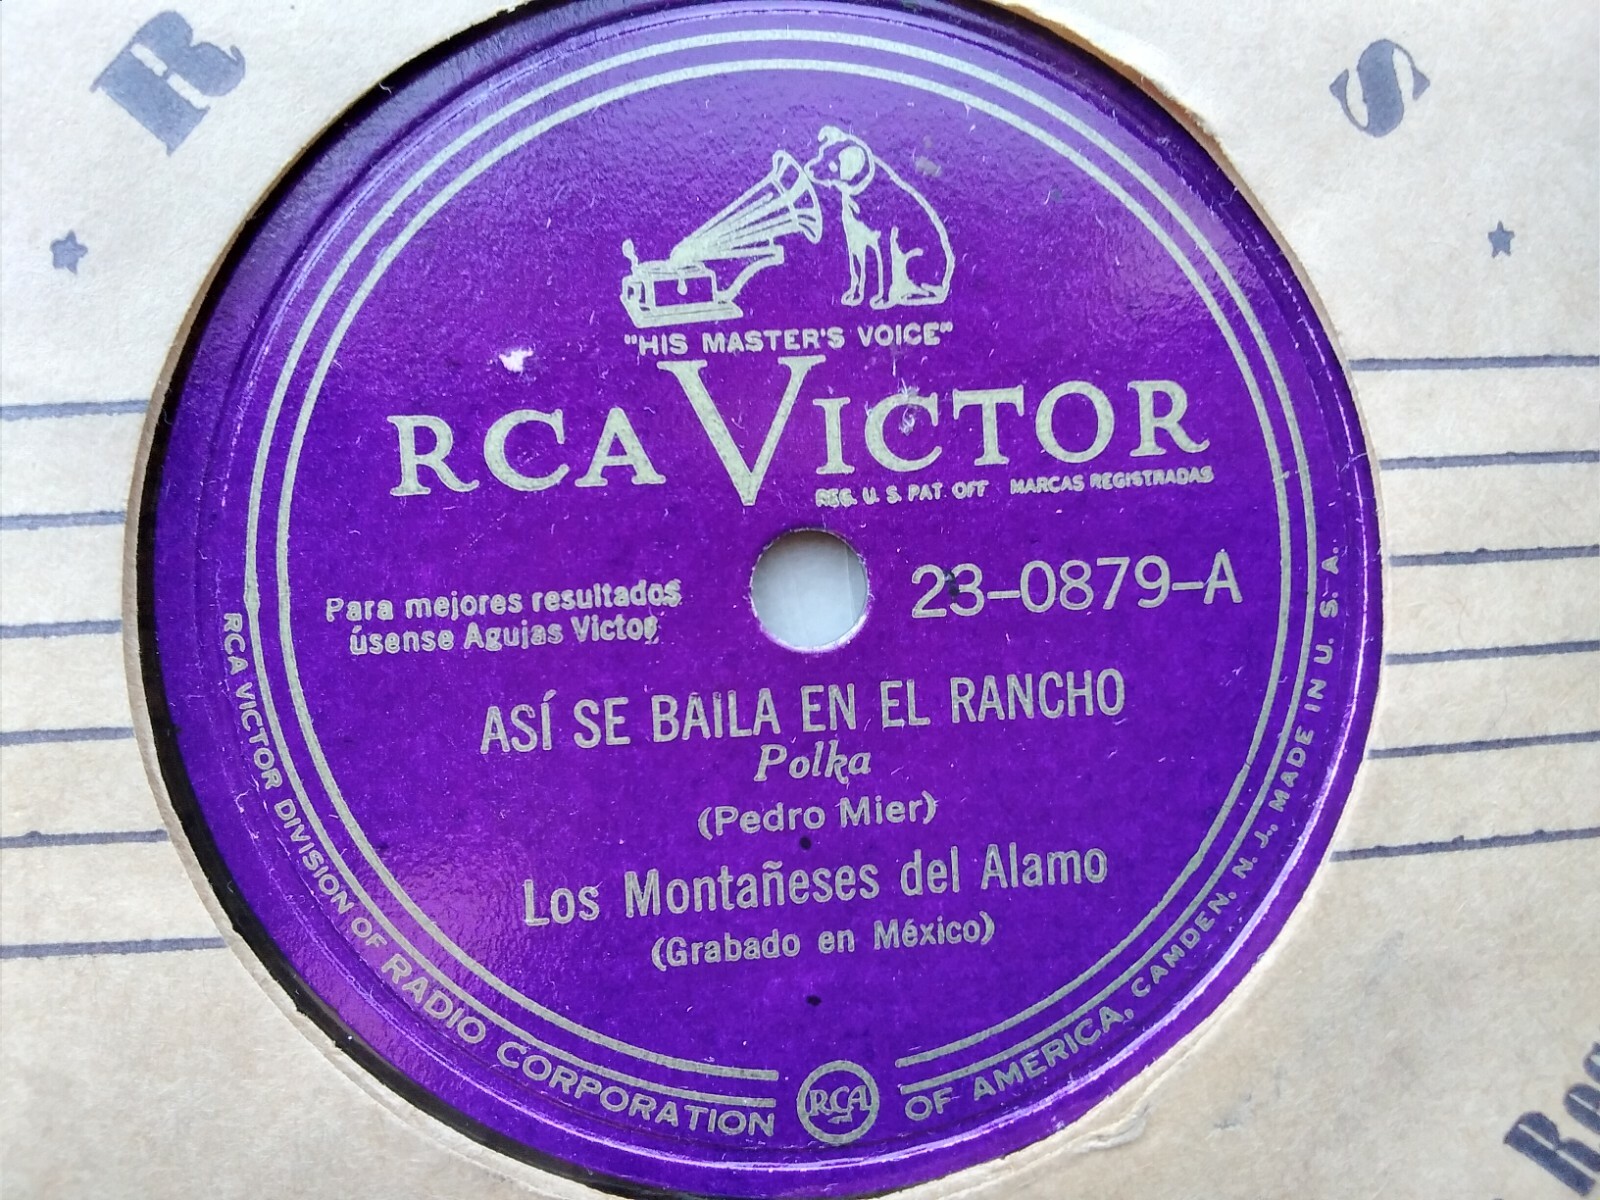 R
S
"HIS MASTER'S VOICE"
RCA VICTOR
REG. U. S. PAT. OFF. MARCAS REGISTRADAS
Para mejores resultados
úsense Agujas Victor
23-0879-A
ASÍ SE BAILA EN EL RANCHO
Polka
(Pedro Mier)
Los Montañeses del Alamo
(Grabado en México)
RCA VICTOR DIVISION OF RADIO CORPORATION OF AMERICA, CAMDEN, N. J., MADE IN U. S. A.
RCA